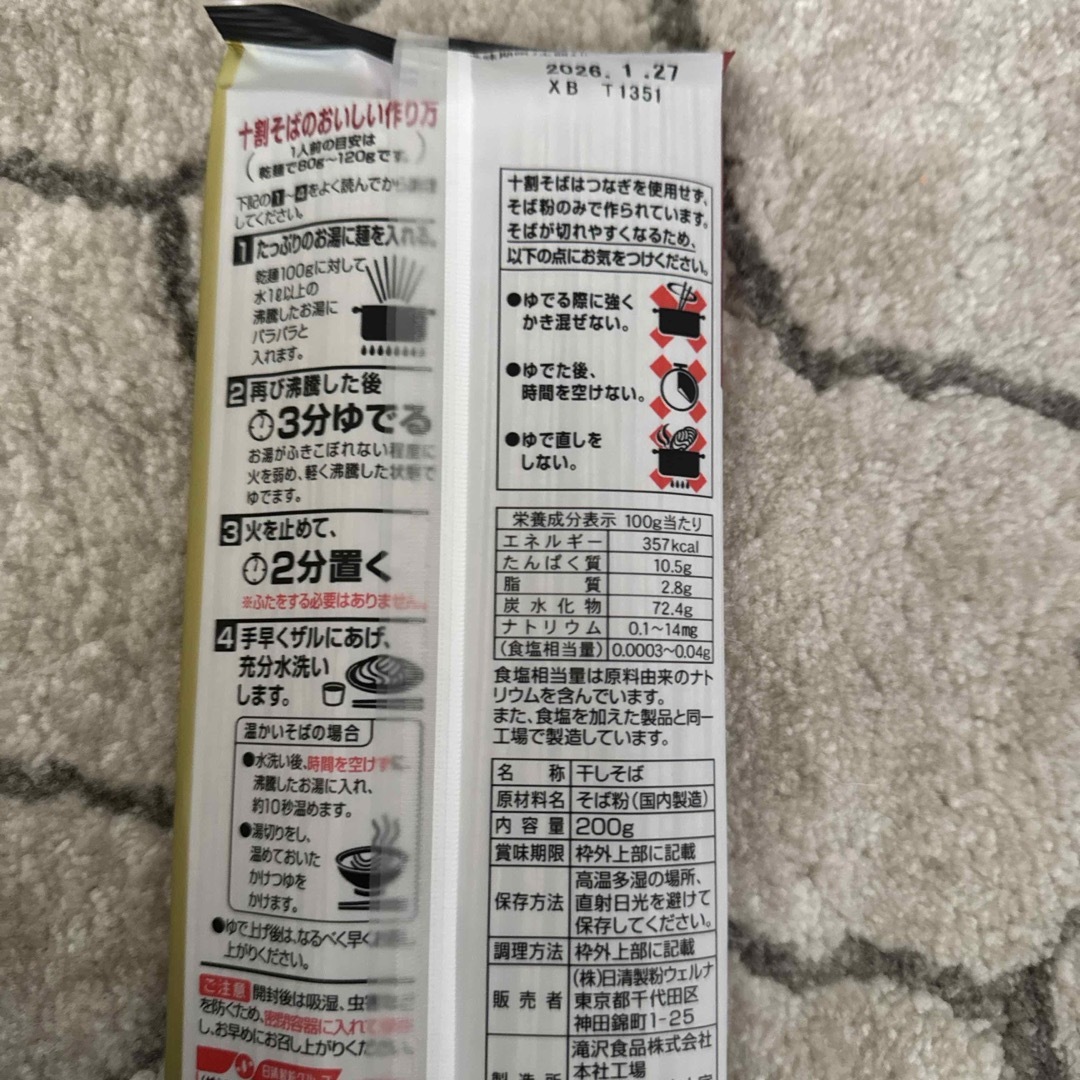 十割そばのおいしい作り方
1人前の目安は
乾麺で80g〜120gです。
下記の1〜4をよく読んでから調理
してください。
1 たっぷりのお湯に麺を入れる。
乾麺100gに対して
水1ℓ以上の
沸騰したお湯に
パラパラと
入れます。
2 再び沸騰した後
3分ゆでる
お湯がふきこぼれない程度に
火を弱め、軽く沸騰した状態で
ゆでます。
3 火を止めて、
2分置く
※ふたをする必要はありません。
4 手早くザルにあげ、
充分水洗い
します。
温かいそばの場合
●水洗い後、時間を空けずに、
沸騰したお湯に入れ、
約10秒温めます。
●湯切りをし、
温めておいた
かけつゆを
かけます。
●ゆで上げ後は、なるべく早く
上がりください。
ご注意 開封後は吸湿、虫害
を防ぐため、密閉容器に入れて
し、お早めにお召し上がりくだ
日清製粉グループ
2026.1.27
XB T1351
十割そばはつなぎを使用せず、
そば粉のみで作られています。
そばが切れやすくなるため、
以下の点にお気をつけください。
●ゆでる際に強く
かき混ぜない。
●ゆでた後、
時間を空けない。
●ゆで直しを
しない。
栄養成分表示 100g当たり
エネルギー 357kcal
たんぱく質 10.5g
脂質 2.8g
炭水化物 72.4g
ナトリウム 0.1〜14mg
(食塩相当量) 0.0003〜0.04g
食塩相当量は原料由来のナト
リウムを含んでいます。
また、食塩を加えた製品と同一
工場で製造しています。
名称 干しそば
原材料名 そば粉(国内製造)
内容量 200g
賞味期限 枠外上部に記載
保存方法 高温多湿の場所、
直射日光を避けて
保存してください。
調理方法 枠外上部に記載
販売者 (株)日清製粉ウェルナ
東京都千代田区
神田錦町1-25
製造所 滝沢食品株式会社
本社工場